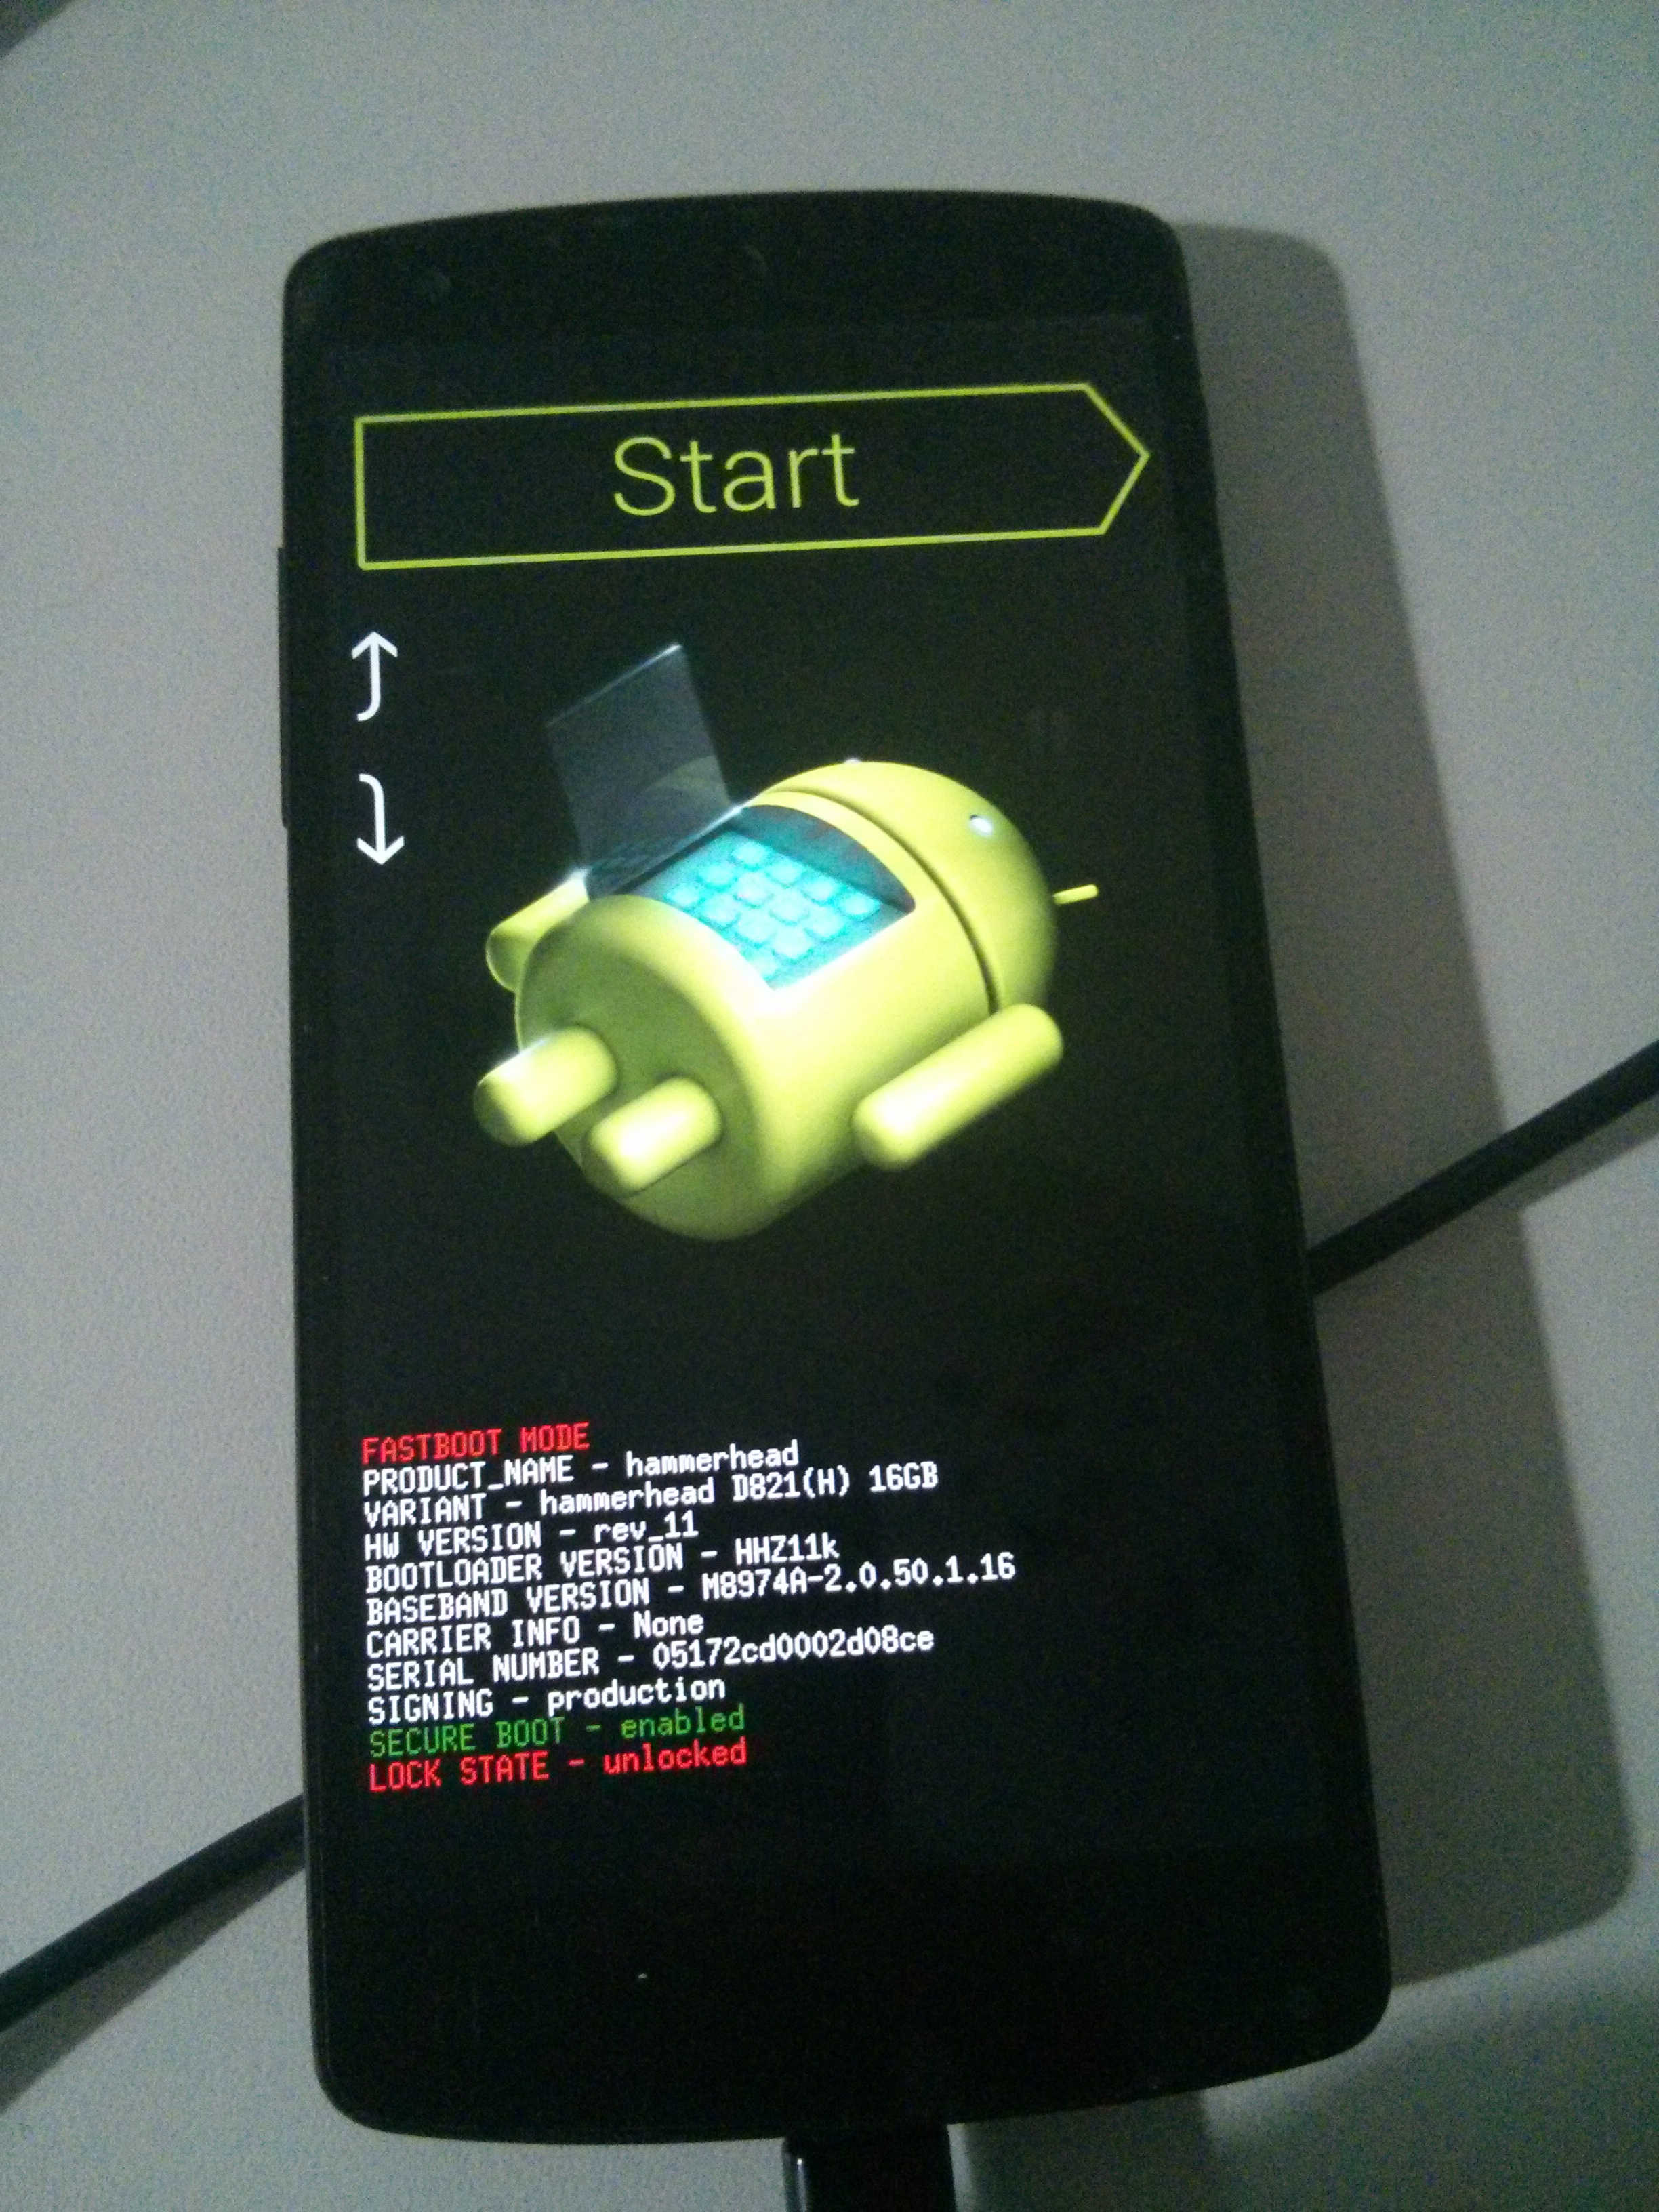 Start
FASTBOOT MODE
PRODUCT_NAME - hammerhead
VARIANT - hammerhead D821(H) 16GB
HW VERSION - rev_11
BOOTLOADER VERSION - HHZ11k
BASEBAND VERSION - M8974A-2.0.50.1.16
CARRIER INFO - None
SERIAL NUMBER - 05172cd0002d08ce
SIGNING - production
SECURE BOOT - enabled
LOCK STATE - unlocked